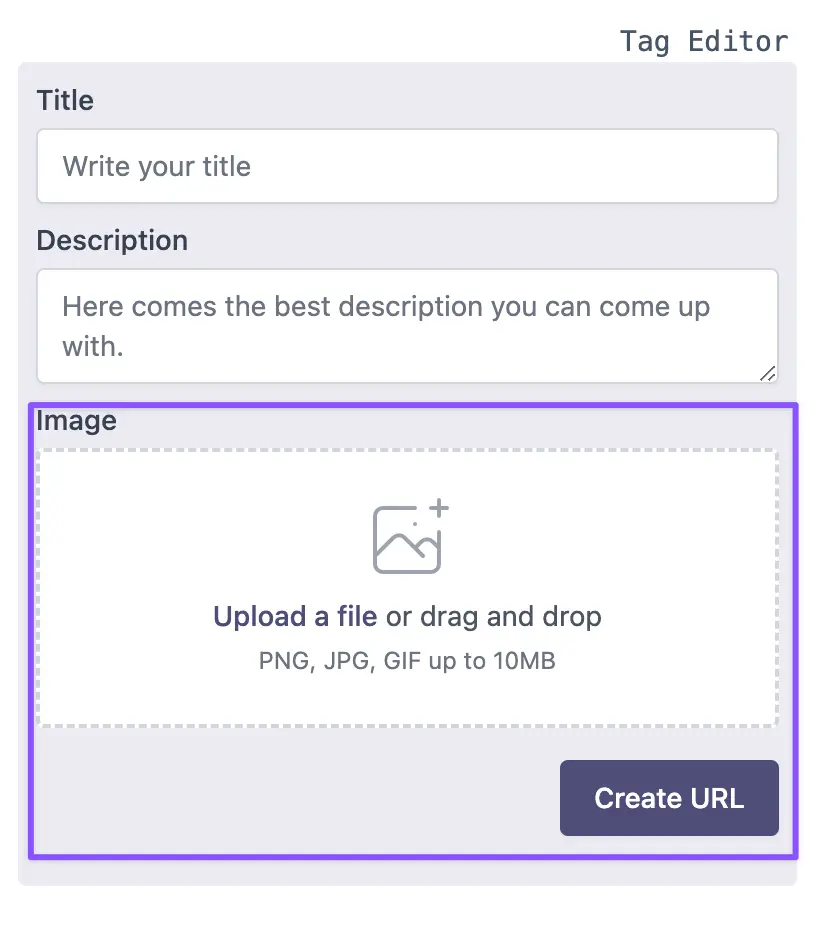 Tag Editor
Title
Write your title
Description
Here comes the best description you can come up
with.
Image
Upload a file or drag and drop
PNG, JPG, GIF up to 10MB
Create URL